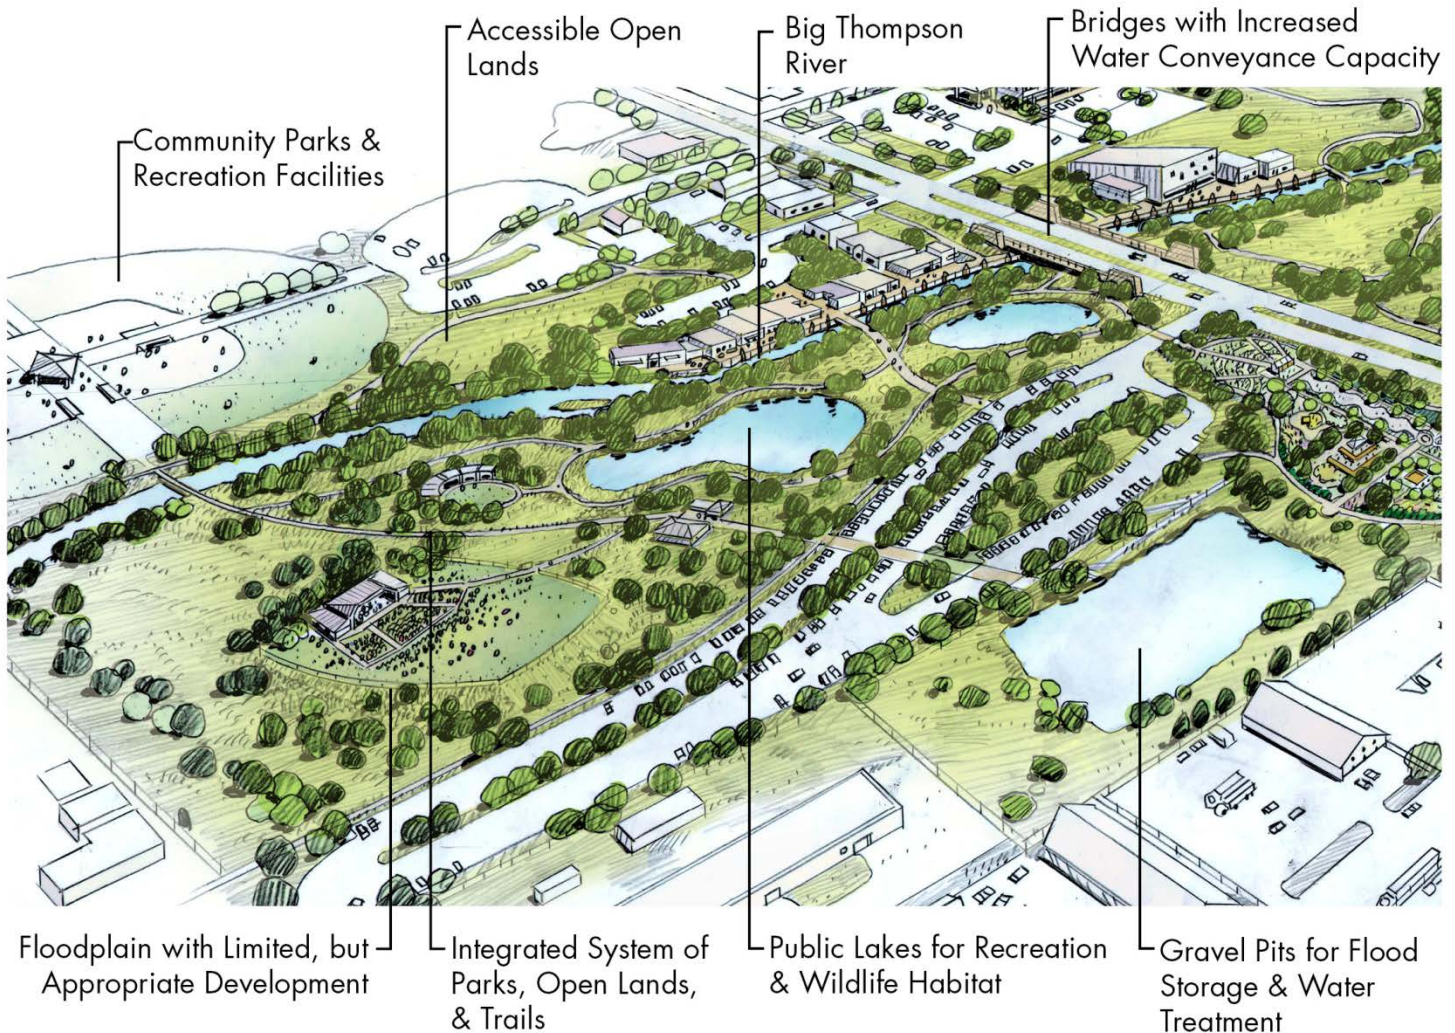 Accessible Open
Lands
Big Thompson
River
Bridges with Increased
Water Conveyance Capacity
Community Parks &
Recreation Facilities
Floodplain with Limited, but
Appropriate Development
Integrated System of
Parks, Open Lands,
& Trails
Public Lakes for Recreation
& Wildlife Habitat
Gravel Pits for Flood
Storage & Water
Treatment